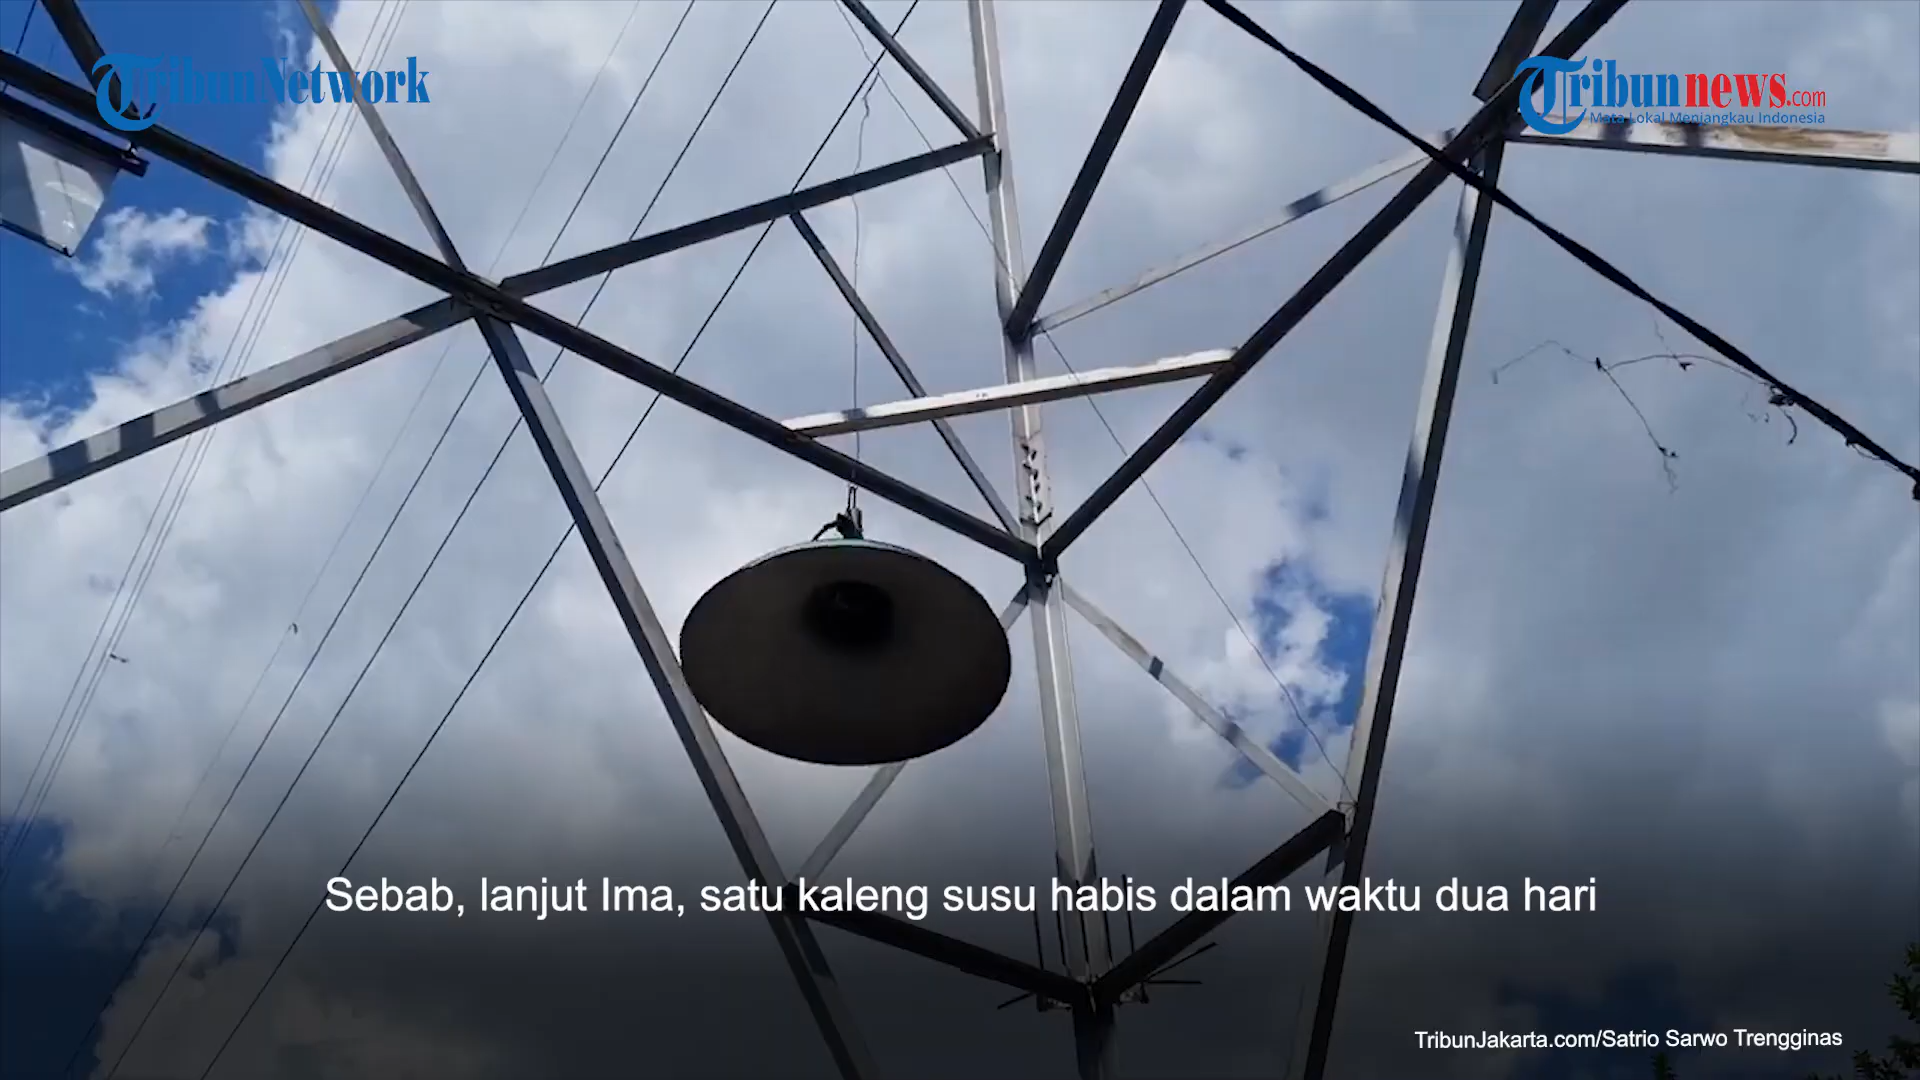 TribunNetwork
Tribunnews.com
Mata Lokal Menjangkau Indonesia
Sebab, lanjut Ima, satu kaleng susu habis dalam waktu dua hari
TribunJakarta.com/Satrio Sarwo Trengginas